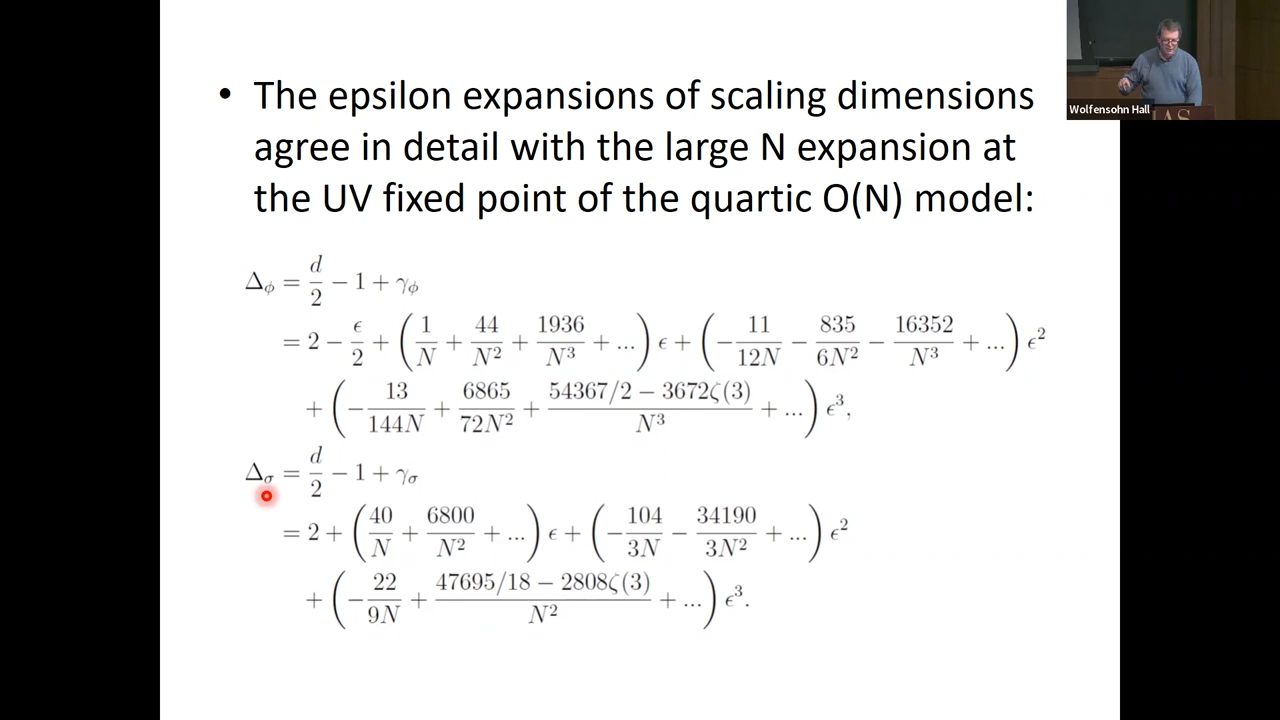 • The epsilon expansions of scaling dimensions
agree in detail with the large N expansion at
the UV fixed point of the quartic O(N) model:
Δ_ϕ = d/2 − 1 + γ_ϕ
= 2 − ϵ/2 + (1/N + 44/N² + 1936/N³ + ...) ϵ + (−11/12N − 835/6N² − 16352/N³ + ...) ϵ²
+ (−13/144N + 6865/72N² + 54367/2 − 3672ζ(3)/N³ + ...) ϵ³,
Δ_σ = d/2 − 1 + γ_σ
= 2 + (40/N + 6800/N² + ...) ϵ + (−104/3N − 34190/3N² + ...) ϵ²
+ (−22/9N + 47695/18 − 2808ζ(3)/N² + ...) ϵ³.
Wolfensohn Hall
IAS